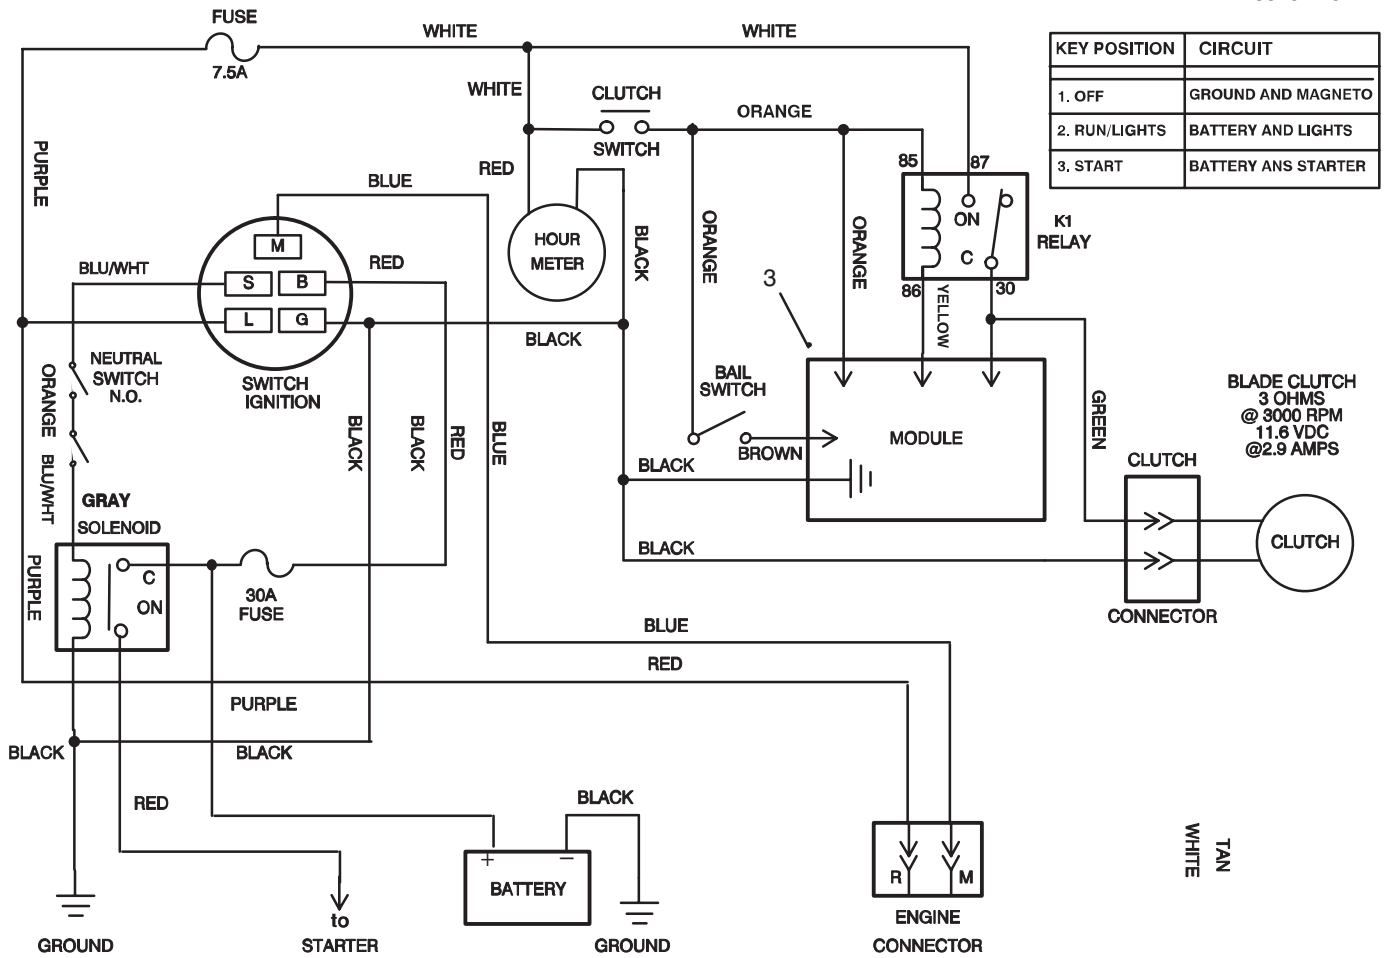 FUSE
7.5A
WHITE
WHITE
WHITE
CLUTCH
SWITCH
ORANGE
KEY POSITION CIRCUIT
1. OFF GROUND AND MAGNETO
2. RUN/LIGHTS BATTERY AND LIGHTS
3. START BATTERY ANS STARTER
PURPLE
BLUE
RED
85
87
ON
C
K1
RELAY
86
30
M
BLU/WHT
S
B
RED
L
G
SWITCH
IGNITION
HOUR
METER
BLACK
ORANGE
ORANGE
YELLOW
3
BLACK
NEUTRAL
SWITCH
N.O.
ORANGE
BLU/WHT
BLACK
BLACK
RED
BLUE
BAIL
SWITCH
BROWN
MODULE
BLACK
GREEN
BLADE CLUTCH
3 OHMS
@ 3000 RPM
11.6 VDC
@2.9 AMPS
CLUTCH
CONNECTOR
CLUTCH
GRAY
SOLENOID
C
ON
30A
FUSE
PURPLE
BLACK
BLUE
RED
PURPLE
BLACK
BLACK
RED
BLACK
+
−
BATTERY
to
STARTER
GROUND
GROUND
R
M
ENGINE
CONNECTOR
TAN
WHITE